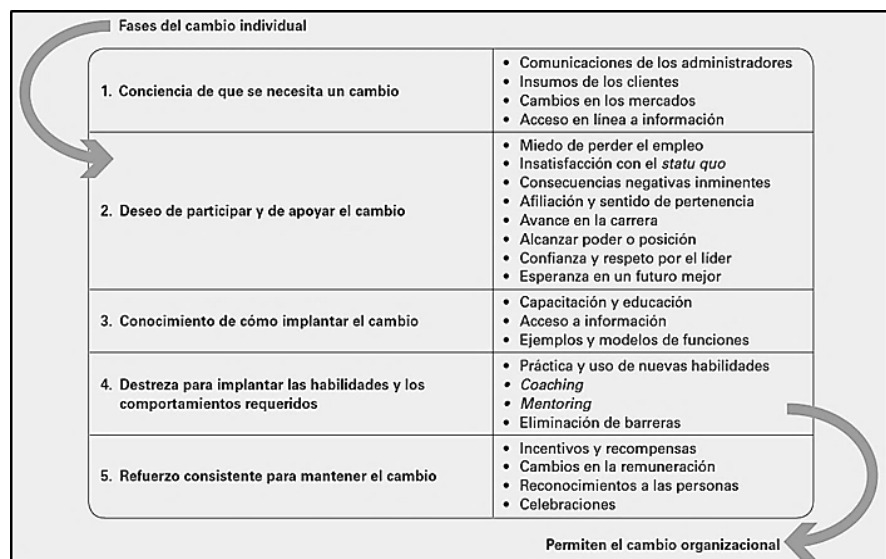 Fases del cambio individual
1. Conciencia de que se necesita un cambio
• Comunicaciones de los administradores
• Insumos de los clientes
• Cambios en los mercados
• Acceso en línea a información
2. Deseo de participar y de apoyar el cambio
• Miedo de perder el empleo
• Insatisfacción con el statu quo
• Consecuencias negativas inminentes
• Afiliación y sentido de pertenencia
• Avance en la carrera
• Alcanzar poder o posición
• Confianza y respeto por el líder
• Esperanza en un futuro mejor
3. Conocimiento de cómo implantar el cambio
• Capacitación y educación
• Acceso a información
• Ejemplos y modelos de funciones
4. Destreza para implantar las habilidades y los
comportamientos requeridos
• Práctica y uso de nuevas habilidades
• Coaching
• Mentoring
• Eliminación de barreras
5. Refuerzo consistente para mantener el cambio
• Incentivos y recompensas
• Cambios en la remuneración
• Reconocimientos a las personas
• Celebraciones
Permiten el cambio organizacional